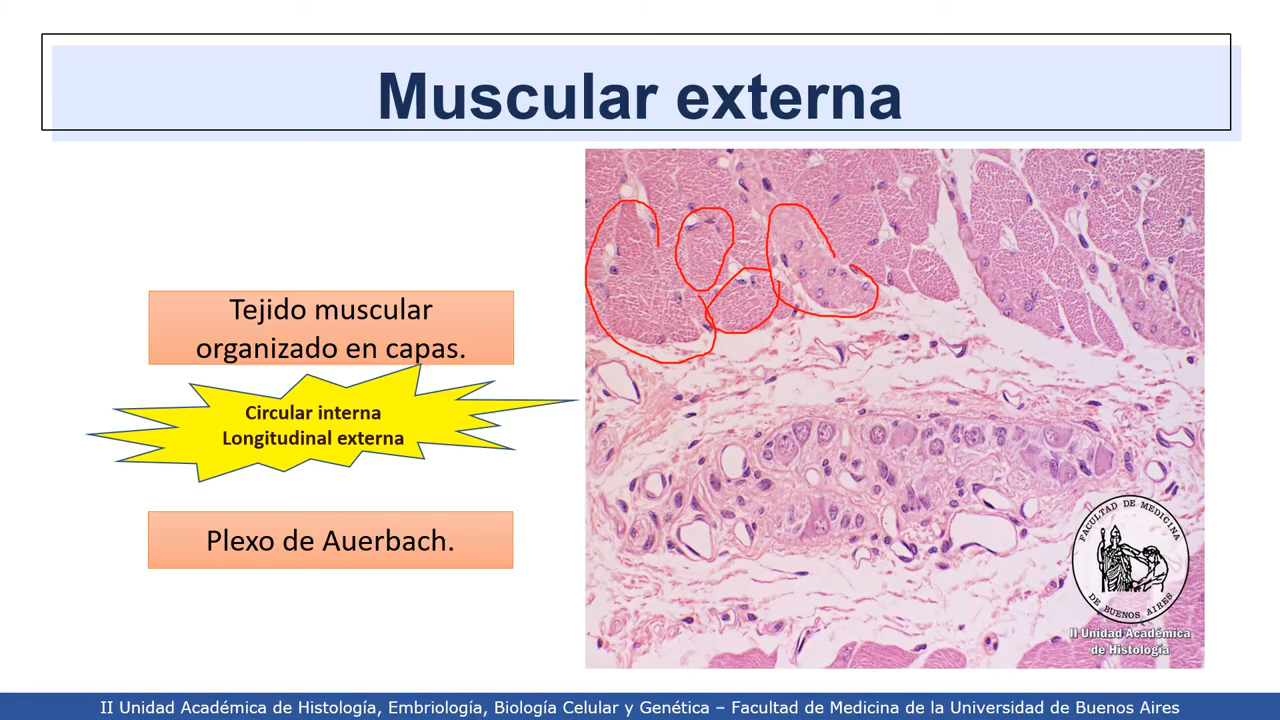 Muscular externa
Tejido muscular
organizado en capas.
Circular interna
Longitudinal externa
Plexo de Auerbach.
FACULTAD DE MEDICINA
DE BUENOS AIRES
II Unidad Académica
de Histología
II Unidad Académica de Histología, Embriología, Biología Celular y Genética – Facultad de Medicina de la Universidad de Buenos Aires